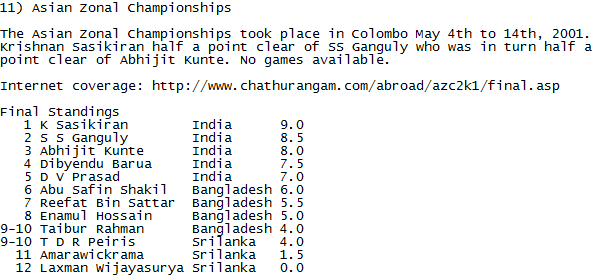 11) Asian Zonal Championships
The Asian Zonal Championships took place in Colombo May 4th to 14th, 2001.
Krishnan Sasikiran half a point clear of SS Ganguly who was in turn half a
point clear of Abhijit Kunte. No games available.
Internet coverage: http://www.chathurangam.com/abroad/azc2k1/final.asp
Final Standings
1 K Sasikiran India 9.0
2 S S Ganguly India 8.5
3 Abhijit Kunte India 8.0
4 Dibyendu Barua India 7.5
5 D V Prasad India 7.0
6 Abu Safin Shakil Bangladesh 6.0
7 Reefat Bin Sattar Bangladesh 5.5
8 Enamul Hossain Bangladesh 5.0
9-10 Taibur Rahman Bangladesh 4.0
9-10 T D R Peiris Srilanka 4.0
11 Amarawickrama Srilanka 1.5
12 Laxman Wijayasurya Srilanka 0.0